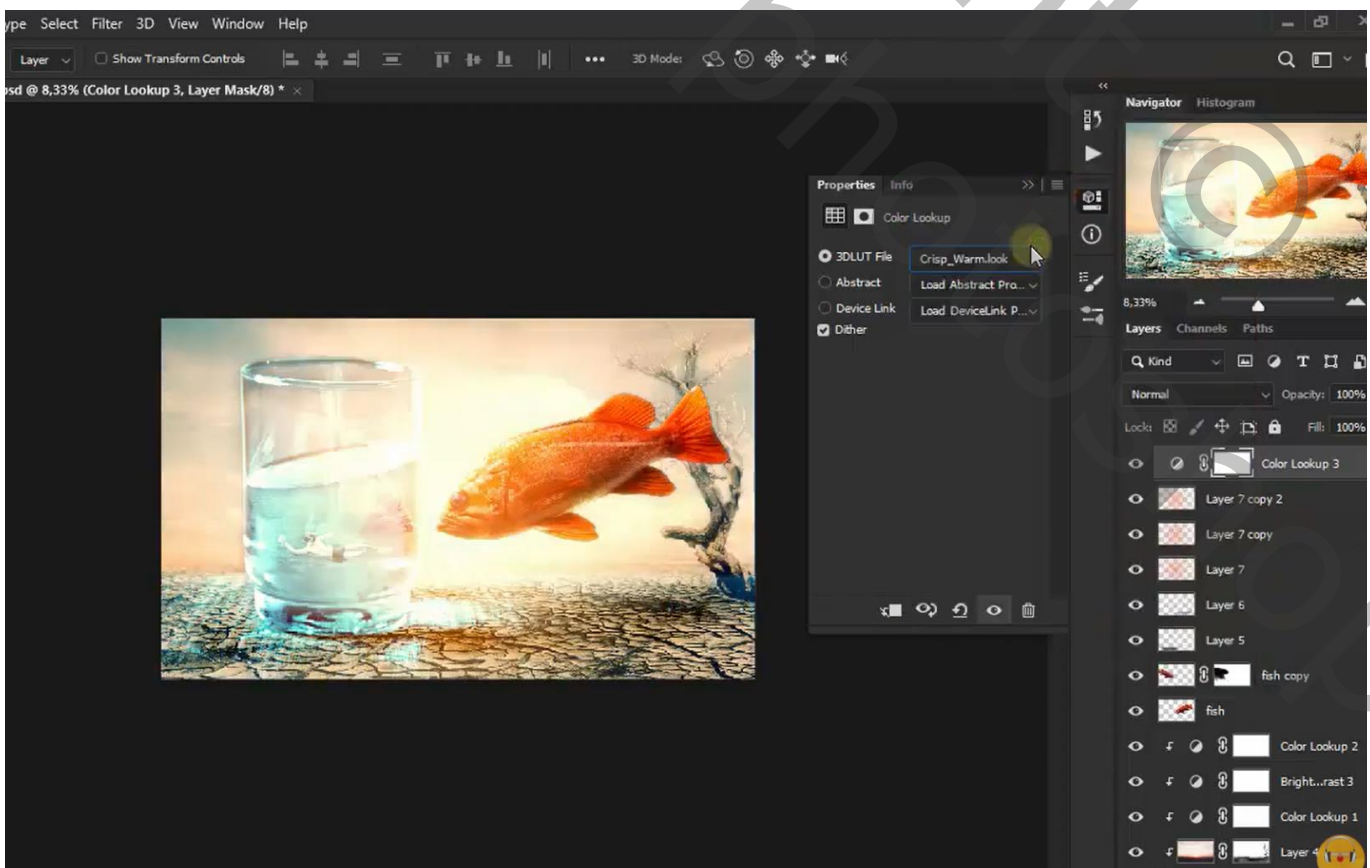 ype Select Filter 3D View Window Help
Layer Show Transform Controls 3D Mode:
psd @ 8,33% (Color Lookup 3, Layer Mask/8) * ×
Navigator Histogram
Properties Info
Color Lookup
3DLUT File Crisp_Warm.look
Abstract Load Abstract Pro...
Device Link Load DeviceLink P...
Dither
8,33%
Layers Channels Paths
Kind
Normal Opacity: 100%
Lock: Fill: 100%
Color Lookup 3
Layer 7 copy 2
Layer 7 copy
Layer 7
Layer 6
Layer 5
fish copy
fish
Color Lookup 2
Bright...rast 3
Color Lookup 1
Layer 4